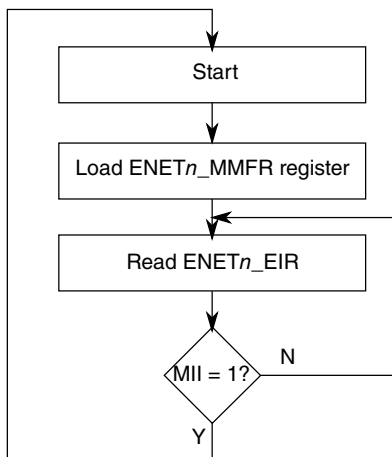 Start
Load ENETn_MMFR register
Read ENETn_EIR
MII = 1?
N
Y